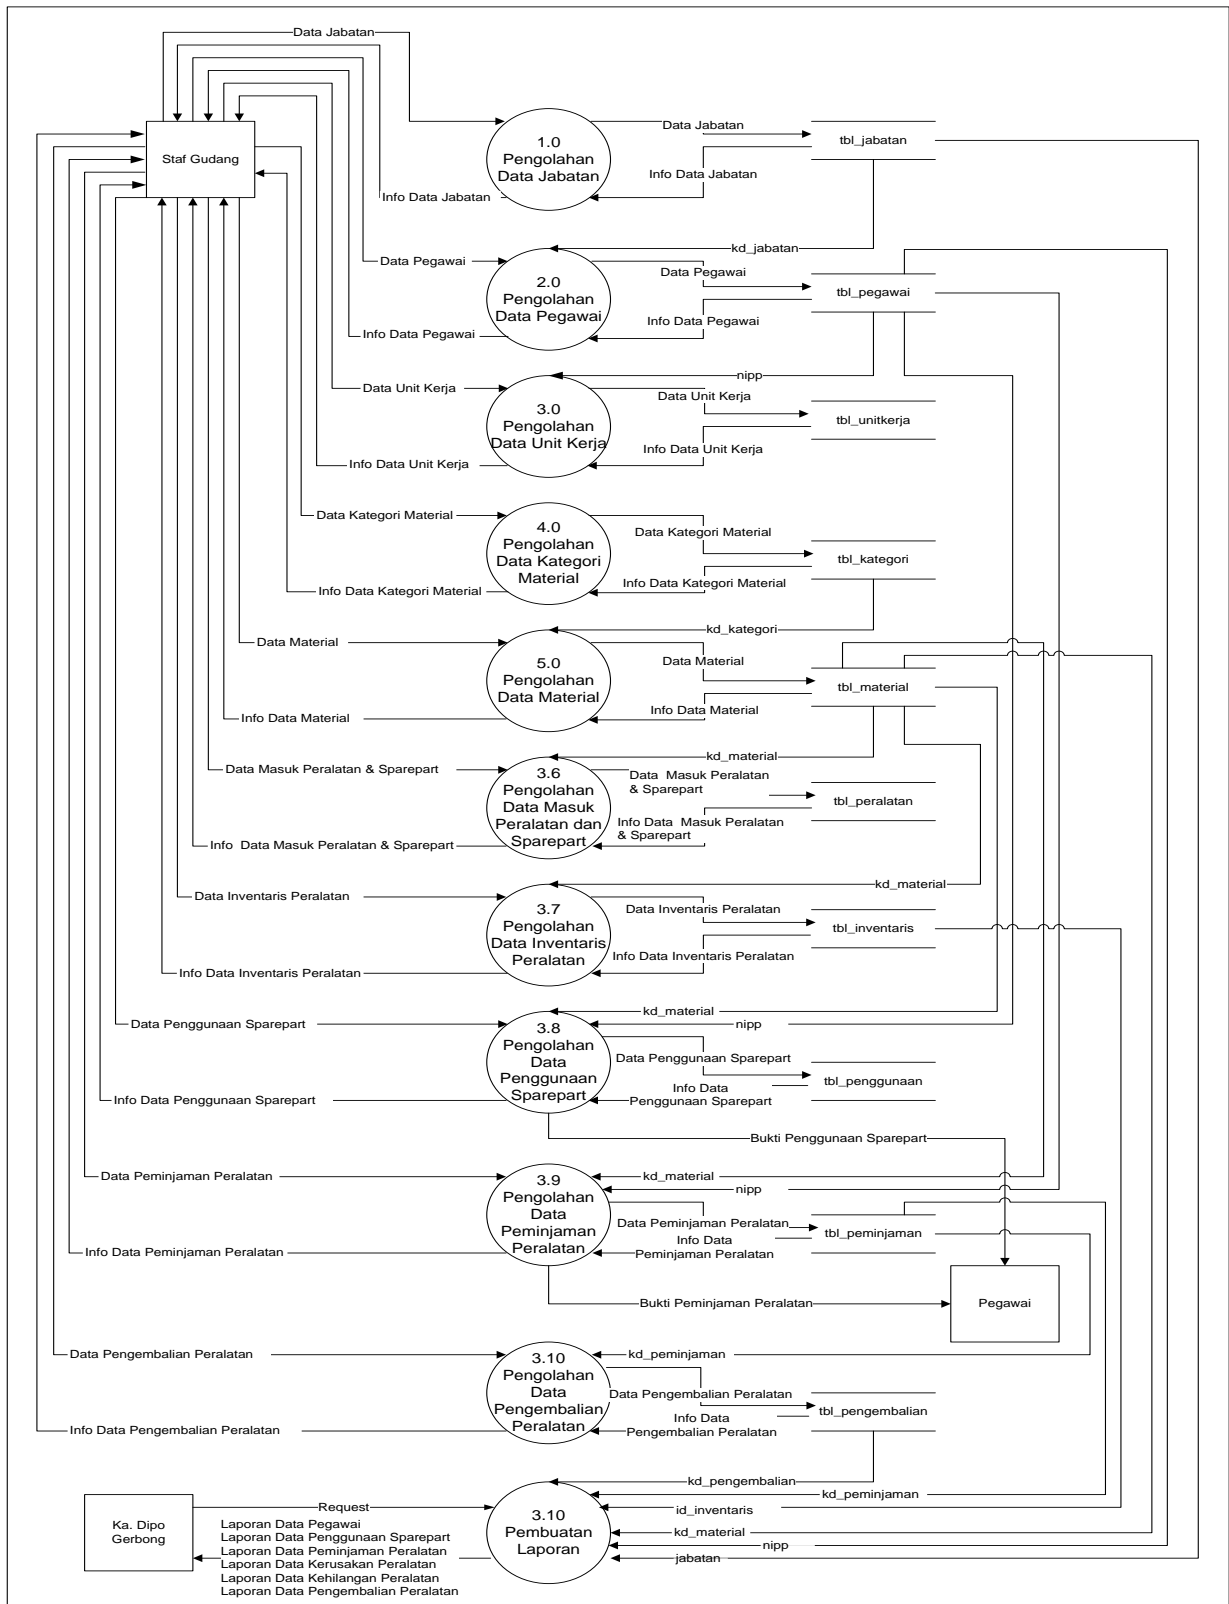 Data Jabatan
Staf Gudang
1.0
Pengolahan
Data Jabatan
Data Jabatan
tbl_jabatan
Info Data Jabatan
Info Data Jabatan
kd_jabatan
Data Pegawai
2.0
Pengolahan
Data Pegawai
Data Pegawai
tbl_pegawai
Info Data Pegawai
Info Data Pegawai
nipp
Data Unit Kerja
3.0
Pengolahan
Data Unit Kerja
Data Unit Kerja
tbl_unitkerja
Info Data Unit Kerja
Info Data Unit Kerja
Data Kategori Material
4.0
Pengolahan
Data Kategori
Material
Data Kategori Material
tbl_kategori
Info Data Kategori Material
Info Data Kategori Material
kd_kategori
Data Material
5.0
Pengolahan
Data Material
Data Material
tbl_material
Info Data Material
Info Data Material
kd_material
Data Masuk Peralatan & Sparepart
3.6
Pengolahan
Data Masuk
Peralatan dan
Sparepart
Data  Masuk Peralatan
& Sparepart
tbl_peralatan
Info Data  Masuk Peralatan
& Sparepart
Info  Data Masuk Peralatan & Sparepart
kd_material
Data Inventaris Peralatan
3.7
Pengolahan
Data Inventaris
Peralatan
Data Inventaris Peralatan
tbl_inventaris
Info Data Inventaris Peralatan
Info Data Inventaris Peralatan
kd_material
nipp
Data Penggunaan Sparepart
3.8
Pengolahan
Data
Penggunaan
Sparepart
Data Penggunaan Sparepart
tbl_penggunaan
Info Data
Penggunaan Sparepart
Info Data Penggunaan Sparepart
Bukti Penggunaan Sparepart
kd_material
nipp
Data Peminjaman Peralatan
3.9
Pengolahan
Data
Peminjaman
Peralatan
Data Peminjaman Peralatan
tbl_peminjaman
Info Data
Peminjaman Peralatan
Info Data Peminjaman Peralatan
Bukti Peminjaman Peralatan
Pegawai
Data Pengembalian Peralatan
kd_peminjaman
3.10
Pengolahan
Data
Pengembalian
Peralatan
Data Pengembalian Peralatan
tbl_pengembalian
Info Data
Pengembalian Peralatan
Info Data Pengembalian Peralatan
kd_pengembalian
kd_peminjaman
id_inventaris
kd_material
nipp
jabatan
3.10
Pembuatan
Laporan
Ka. Dipo
Gerbong
Request
Laporan Data Pegawai
Laporan Data Penggunaan Sparepart
Laporan Data Peminjaman Peralatan
Laporan Data Kerusakan Peralatan
Laporan Data Kehilangan Peralatan
Laporan Data Pengembalian Peralatan